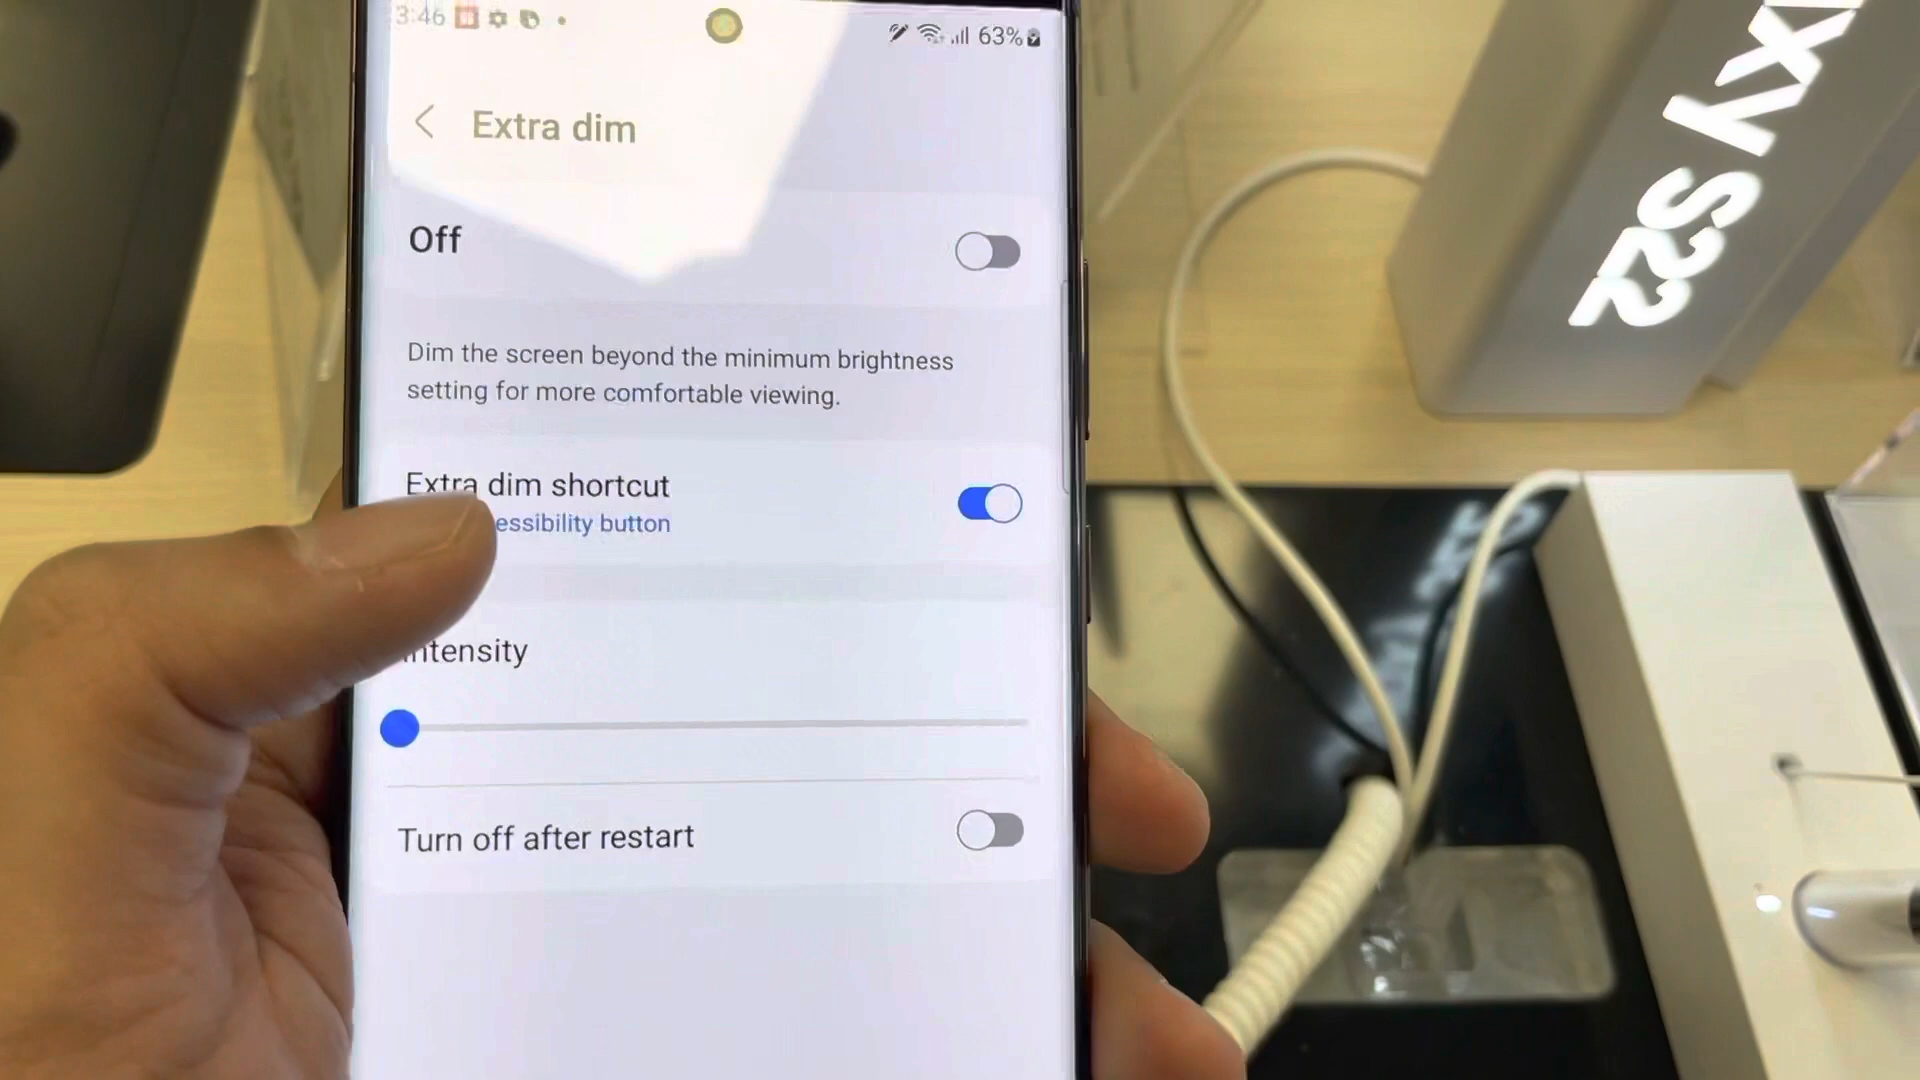 3:46
63%
Extra dim
Off
Dim the screen beyond the minimum brightness
setting for more comfortable viewing.
Extra dim shortcut
essibility button
ntensity
Turn off after restart
xy S22